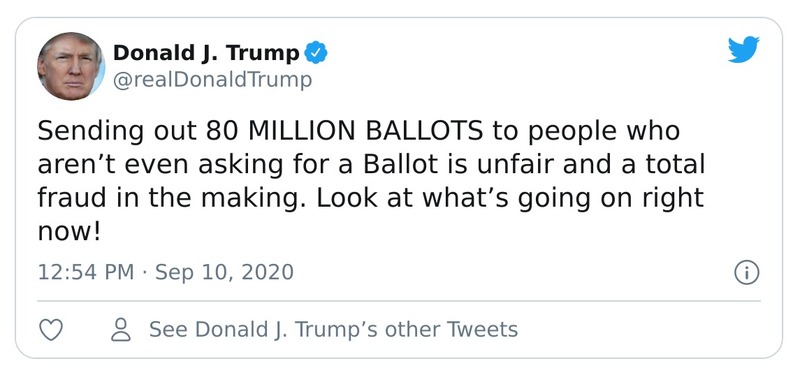 Donald J. Trump
@realDonaldTrump
Sending out 80 MILLION BALLOTS to people who
aren’t even asking for a Ballot is unfair and a total
fraud in the making. Look at what’s going on right
now!
12:54 PM · Sep 10, 2020
See Donald J. Trump’s other Tweets